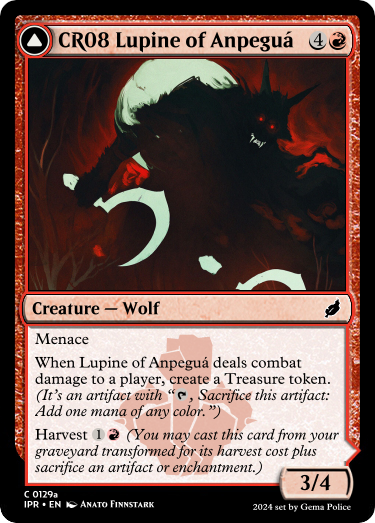 CR08 Lupine of Anpeguá 4
Creature — Wolf
Menace
When Lupine of Anpeguá deals combat
damage to a player, create a Treasure token.
(It's an artifact with “, Sacrifice this artifact:
Add one mana of any color.”)
Harvest 1 (You may cast this card from your
graveyard transformed for its harvest cost plus
sacrifice an artifact or enchantment.)
3/4
C 0129a
IPR • EN Anato Finnstark
2024 set by Gema Police